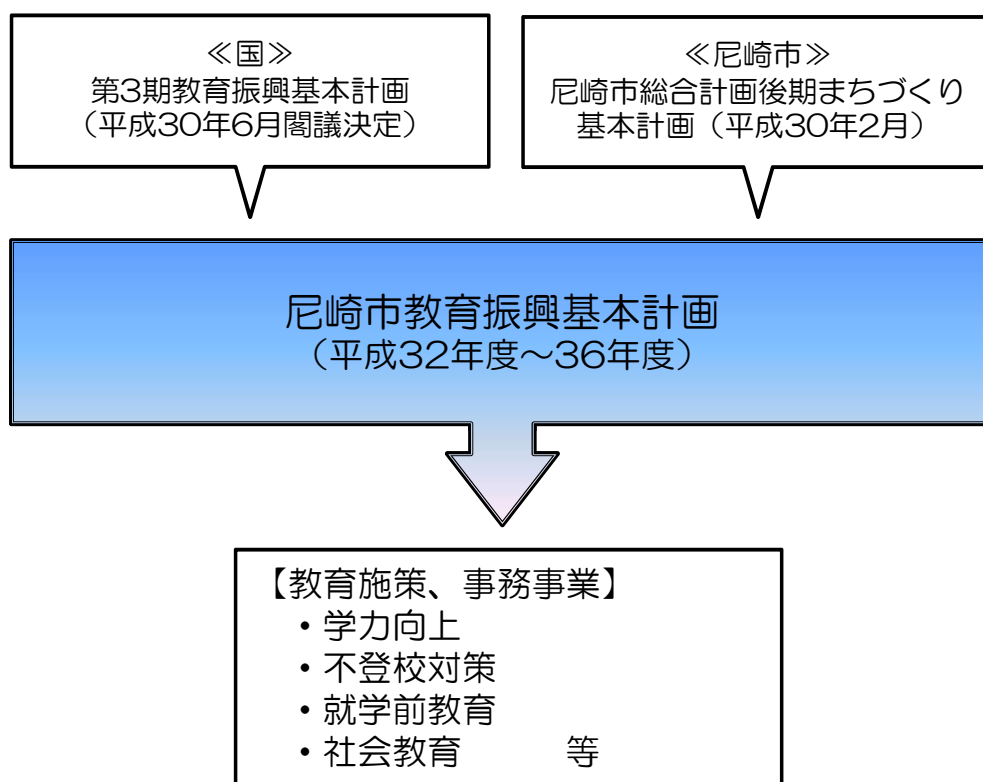 ≪国≫
第3期教育振興基本計画
（平成30年6月閣議決定）
≪尼崎市≫
尼崎市総合計画後期まちづくり
基本計画（平成30年2月）
尼崎市教育振興基本計画
（平成32年度～36年度）
【教育施策、事務事業】
・学力向上
・不登校対策
・就学前教育
・社会教育　　　等